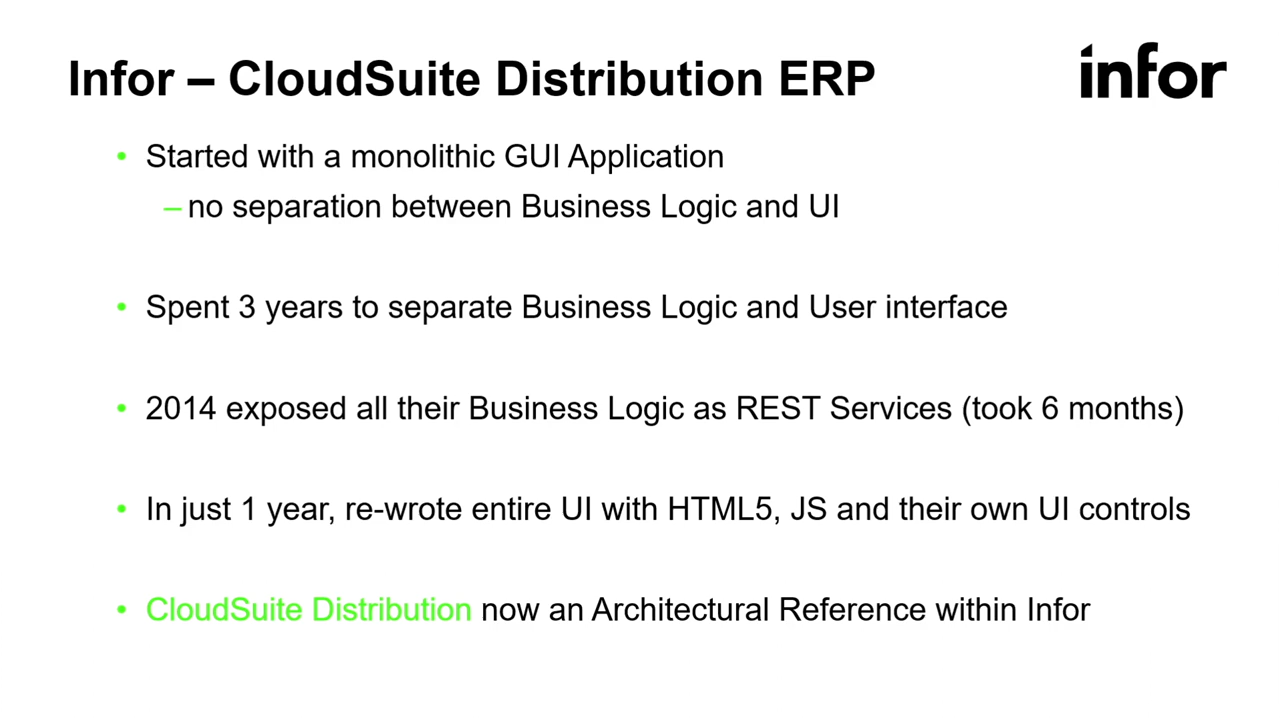 Infor – CloudSuite Distribution ERP
infor
• Started with a monolithic GUI Application
– no separation between Business Logic and UI
• Spent 3 years to separate Business Logic and User interface
• 2014 exposed all their Business Logic as REST Services (took 6 months)
• In just 1 year, re-wrote entire UI with HTML5, JS and their own UI controls
• CloudSuite Distribution now an Architectural Reference within Infor